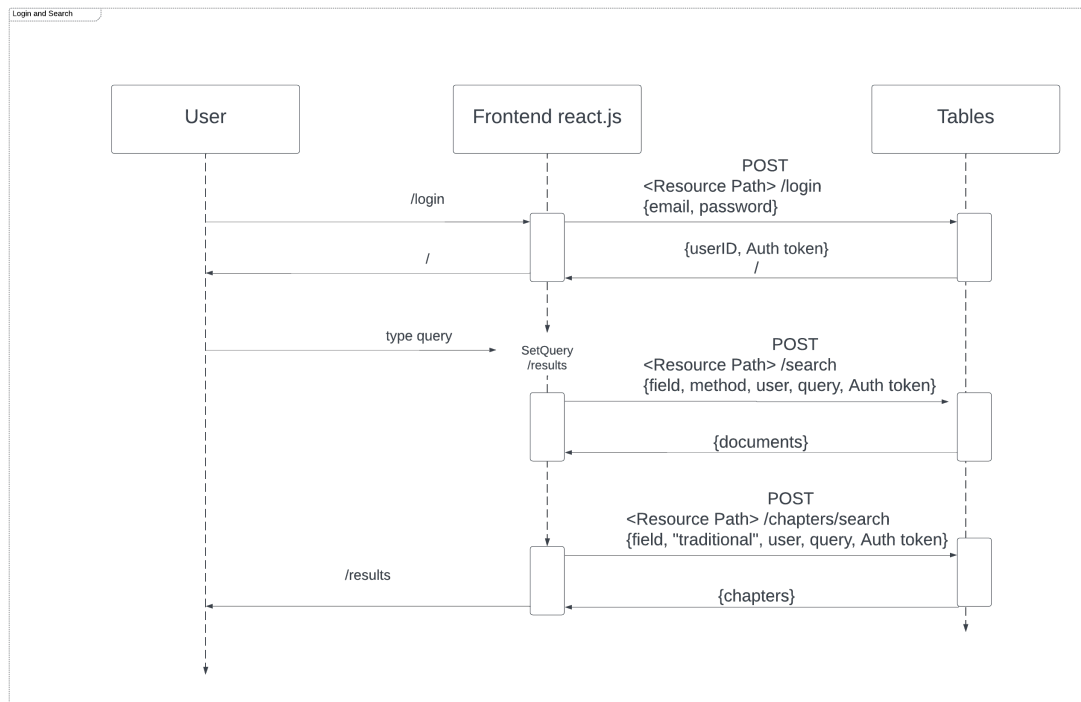 Login and Search
User
Frontend react.js
Tables
/login
POST
<Resource Path> /login
{email, password}
{userID, Auth token}
/
/
type query
SetQuery
/results
POST
<Resource Path> /search
{field, method, user, query, Auth token}
{documents}
POST
<Resource Path> /chapters/search
{field, "traditional", user, query, Auth token}
/results
{chapters}